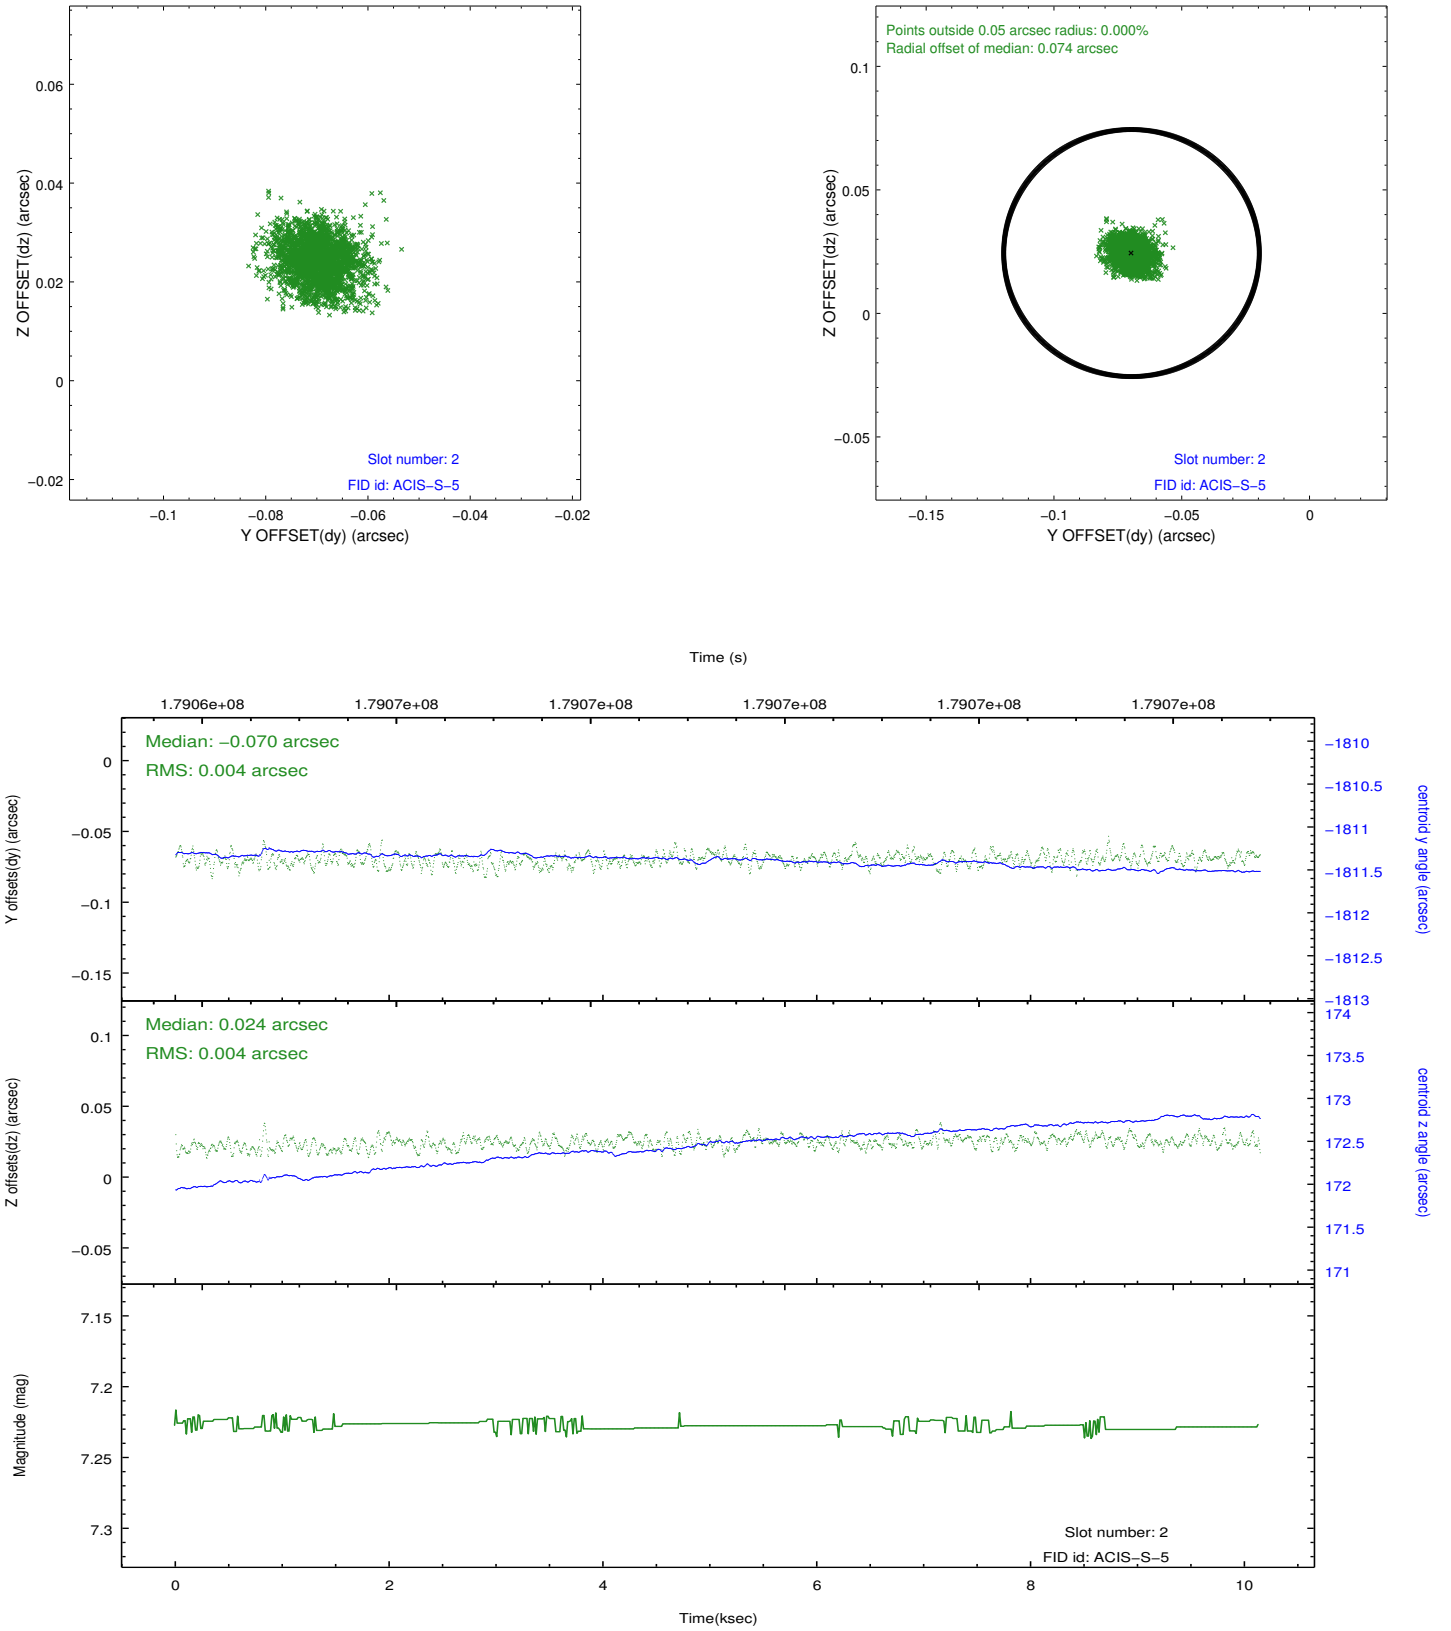 0.06
0.04
0.02
0
−0.02
Z OFFSET(dz) (arcsec)
Slot number: 2
FID id: ACIS−S−5
−0.1
−0.08
−0.06
−0.04
−0.02
Y OFFSET(dy) (arcsec)
Points outside 0.05 arcsec radius: 0.000%
Radial offset of median: 0.074 arcsec
0.1
0.05
0
−0.05
Z OFFSET(dz) (arcsec)
Slot number: 2
FID id: ACIS−S−5
−0.15
−0.1
−0.05
0
Y OFFSET(dy) (arcsec)
Time (s)
1.7906e+08
1.7907e+08
1.7907e+08
1.7907e+08
1.7907e+08
1.7907e+08
Median: −0.070 arcsec
RMS: 0.004 arcsec
0
−0.05
−0.1
−0.15
Y offsets(dy) (arcsec)
−1810
−1810.5
−1811
−1811.5
−1812
−1812.5
−1813
centroid y angle (arcsec)
Median: 0.024 arcsec
RMS: 0.004 arcsec
0.1
0.05
0
−0.05
Z offsets(dz) (arcsec)
174
173.5
173
172.5
172
171.5
171
centroid z angle (arcsec)
7.15
7.2
7.25
7.3
Magnitude (mag)
Slot number: 2
FID id: ACIS−S−5
0
2
4
6
8
10
Time(ksec)